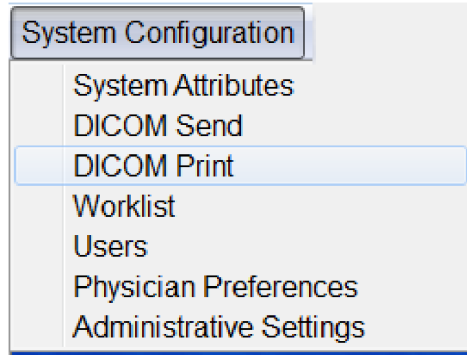 System Configuration
System Attributes
DICOM Send
DICOM Print
Worklist
Users
Physician Preferences
Administrative Settings